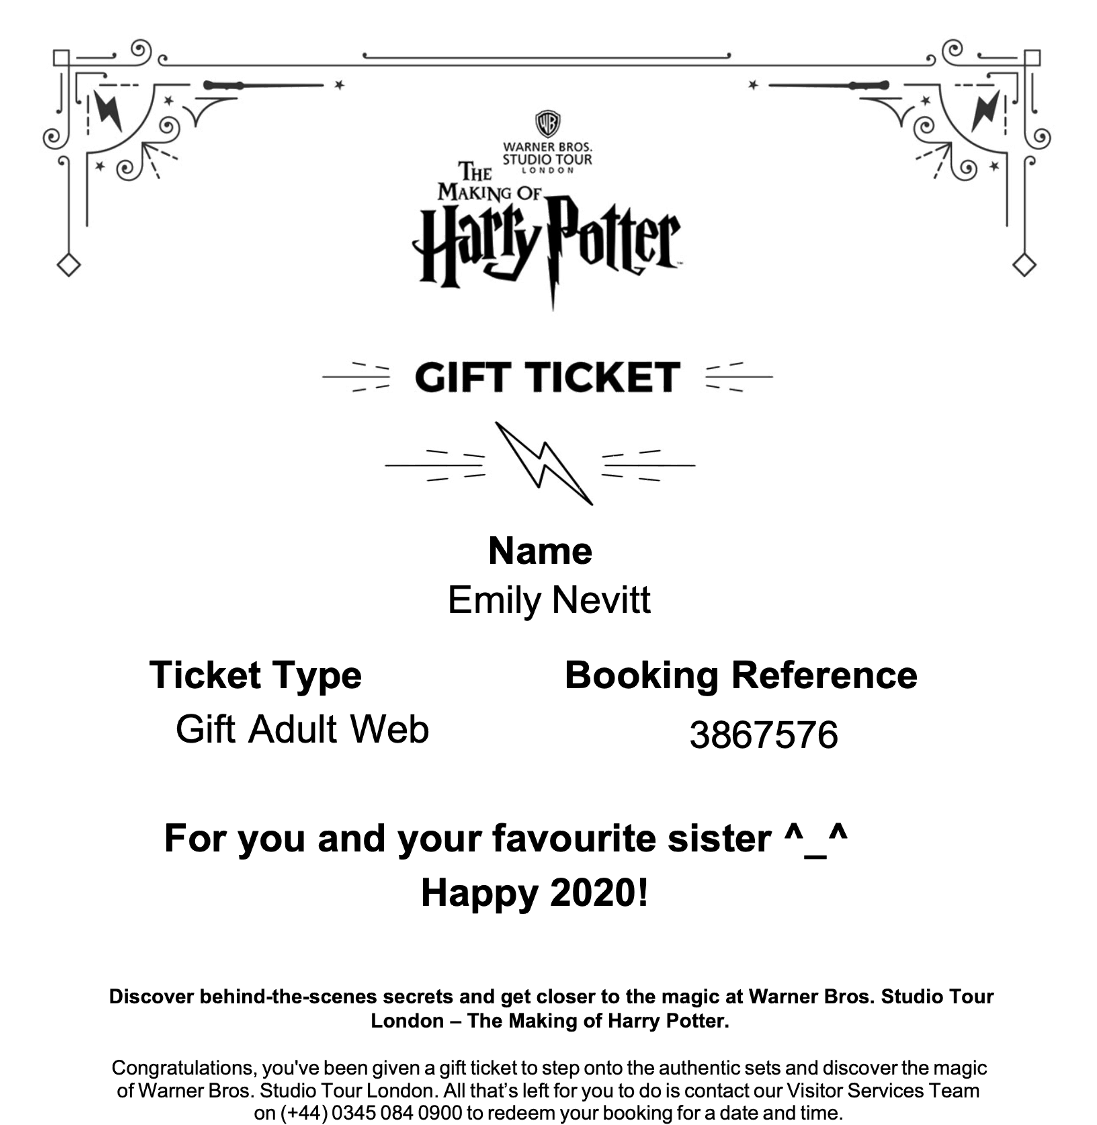 WB
WARNER BROS.
STUDIO TOUR
LONDON
THE
MAKING OF
Harry Potter™
GIFT TICKET
Name
Emily Nevitt
Ticket Type
Booking Reference
Gift Adult Web
3867576
For you and your favourite sister ^_^
Happy 2020!
Discover behind-the-scenes secrets and get closer to the magic at Warner Bros. Studio Tour
London – The Making of Harry Potter.
Congratulations, you've been given a gift ticket to step onto the authentic sets and discover the magic
of Warner Bros. Studio Tour London. All that’s left for you to do is contact our Visitor Services Team
on (+44) 0345 084 0900 to redeem your booking for a date and time.